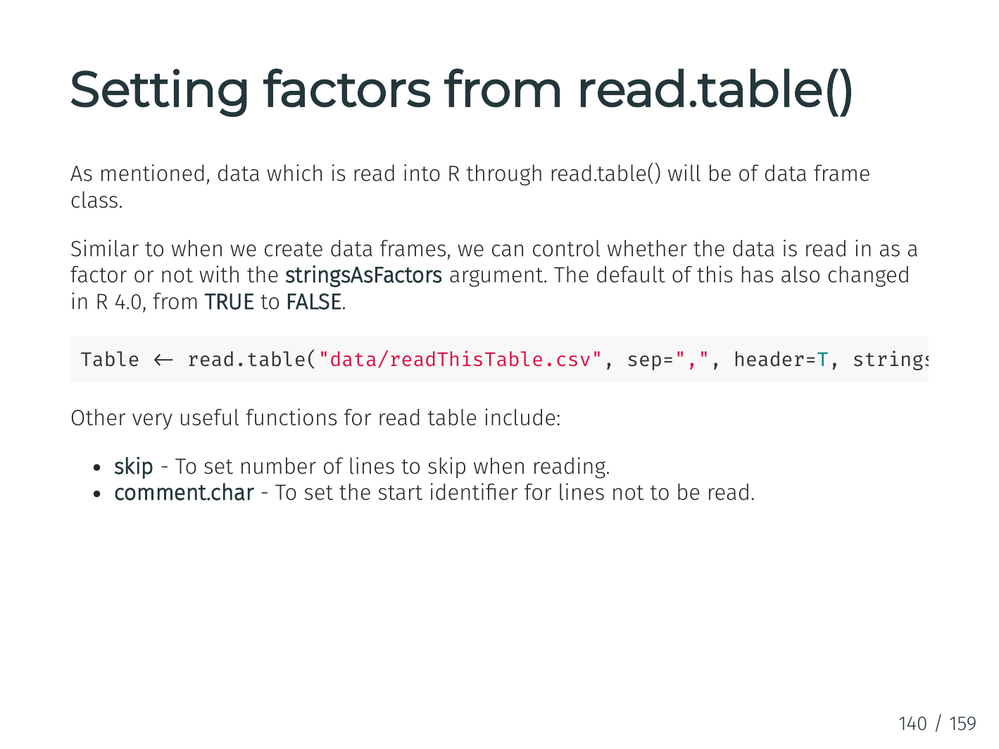 Setting factors from read.table()
As mentioned, data which is read into R through read.table() will be of data frame
class.
Similar to when we create data frames, we can control whether the data is read in as a
factor or not with the stringsAsFactors argument. The default of this has also changed
in R 4.0, from TRUE to FALSE.
Table ← read.table("data/readThisTable.csv", sep=",", header=T, strings
Other very useful functions for read table include:
• skip - To set number of lines to skip when reading.
• comment.char - To set the start identifier for lines not to be read.
140 / 159